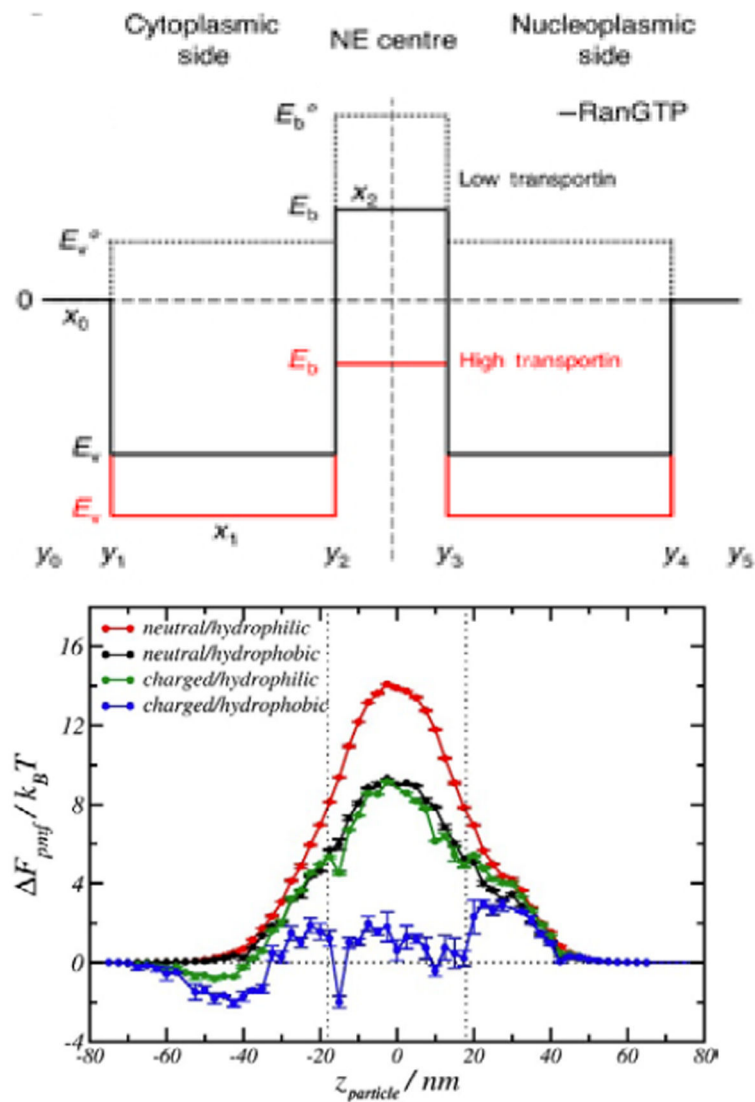 Cytoplasmic side
NE centre
Nucleoplasmic side
E_b°
–RanGTP
Low transportin
E_b
x_2
E_v°
0
x_0
E_b
High transportin
E_v
E_v
x_1
y_0 y_1 y_2 y_3 y_4 y_5
neutral/hydrophilic
neutral/hydrophobic
charged/hydrophilic
charged/hydrophobic
16
12
8
4
0
-4
ΔF_pmf / k_B T
-80 -60 -40 -20 0 20 40 60 80
z_particle / nm